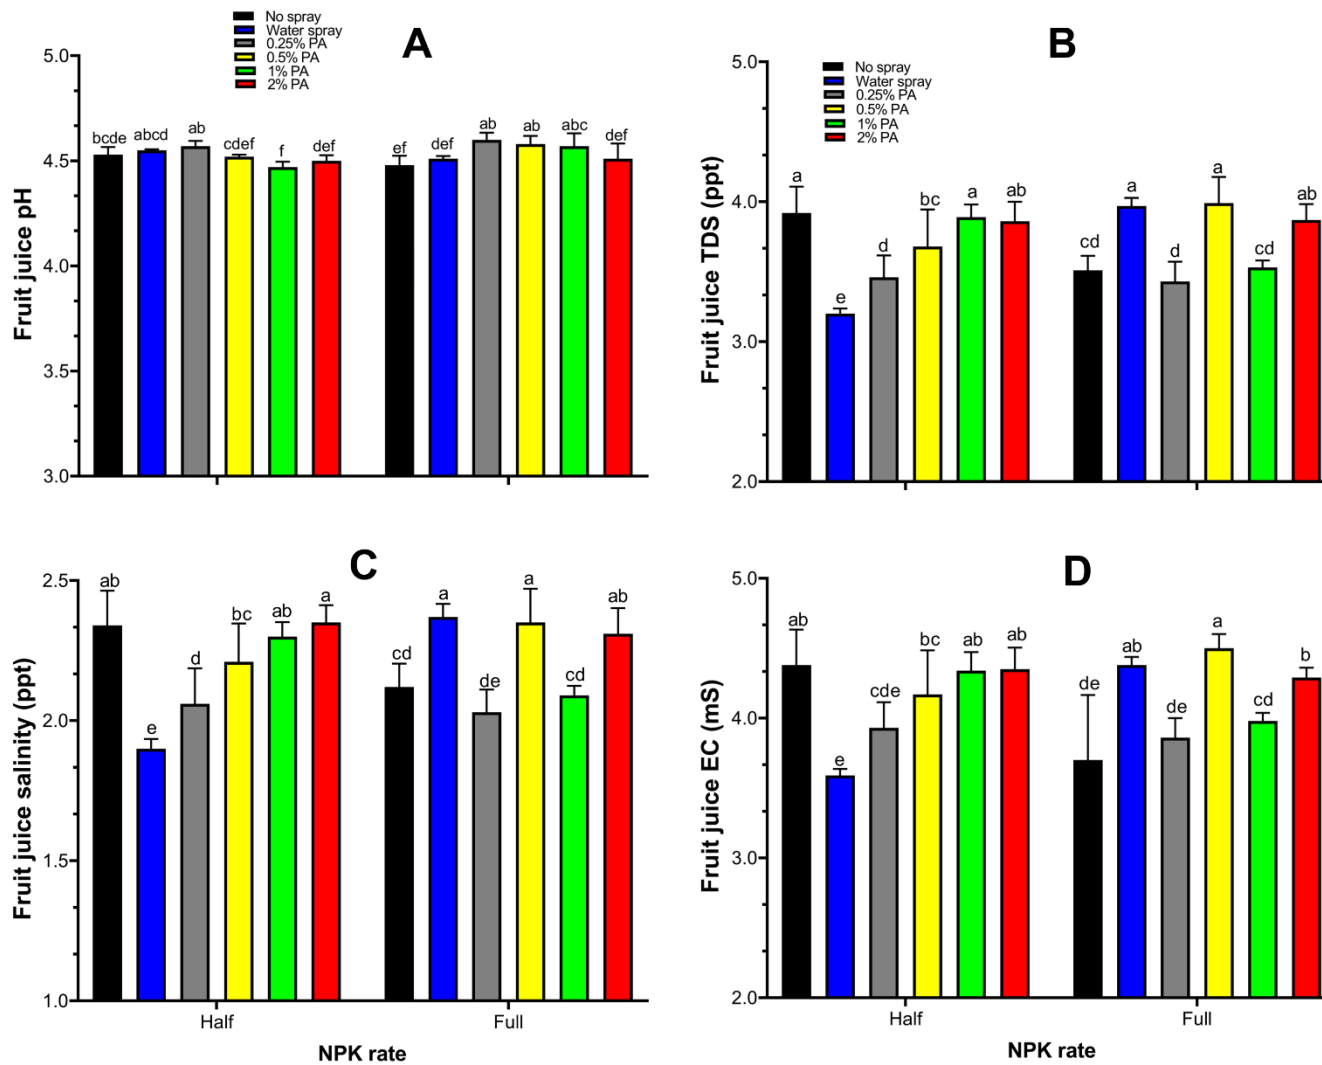 A
No spray
Water spray
0.25% PA
0.5% PA
1% PA
2% PA
Fruit juice pH
5.0
4.5
4.0
3.5
3.0
bcde abcd ab cdef f def ef def ab ab abc def
B
No spray
Water spray
0.25% PA
0.5% PA
1% PA
2% PA
Fruit juice TDS (ppt)
5.0
4.0
3.0
2.0
a e d bc a ab cd a d a cd ab
C
Fruit juice salinity (ppt)
2.5
2.0
1.5
1.0
ab e d bc ab a cd a de a cd ab
Half Full
NPK rate
D
Fruit juice EC (mS)
5.0
4.0
3.0
2.0
ab e cde bc ab ab de ab de a cd b
Half Full
NPK rate